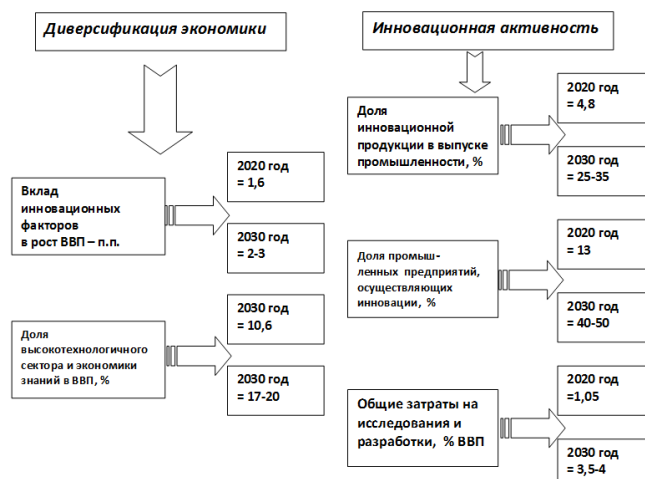 Диверсификация экономики
Вклад
инновационных
факторов
в рост ВВП – п.п.
2020 год
= 1,6
2030 год
= 2-3
Доля
высокотехнологичного
сектора и экономики
знаний в ВВП, %
2030 год
= 10,6
2030 год
= 17-20
Инновационная активность
Доля
инновационной
продукции в выпуске
промышленности, %
2020 год
= 4,8
2030 год
= 25-35
Доля промыш-
ленных предприятий,
осуществляющих
инновации, %
2020 год
= 13
2030 год
= 40-50
Общие затраты на
исследования и
разработки, % ВВП
2020 год
=1,05
2030 год
= 3,5-4